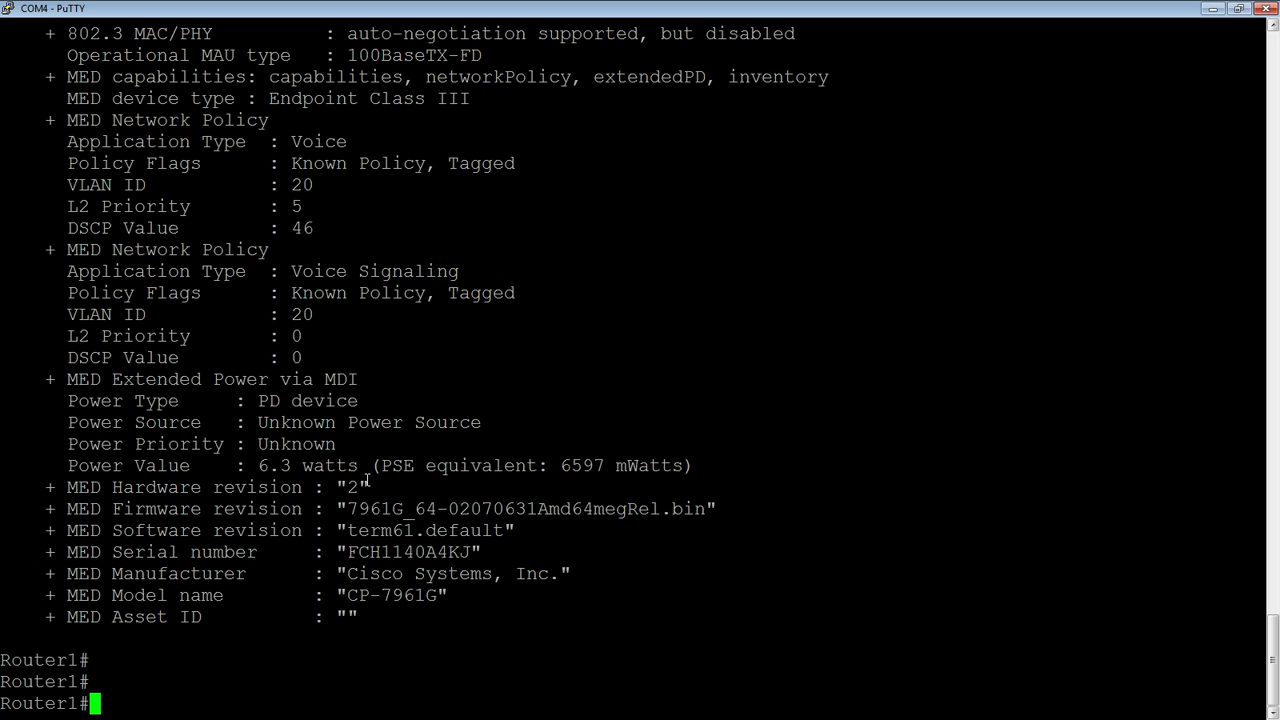 COM4 - PuTTY
+ 802.3 MAC/PHY : auto-negotiation supported, but disabled
Operational MAU type : 100BaseTX-FD
+ MED capabilities: capabilities, networkPolicy, extendedPD, inventory
MED device type : Endpoint Class III
+ MED Network Policy
Application Type : Voice
Policy Flags : Known Policy, Tagged
VLAN ID : 20
L2 Priority : 5
DSCP Value : 46
+ MED Network Policy
Application Type : Voice Signaling
Policy Flags : Known Policy, Tagged
VLAN ID : 20
L2 Priority : 0
DSCP Value : 0
+ MED Extended Power via MDI
Power Type : PD device
Power Source : Unknown Power Source
Power Priority : Unknown
Power Value : 6.3 watts (PSE equivalent: 6597 mWatts)
+ MED Hardware revision : "2"
+ MED Firmware revision : "7961G_64-02070631Amd64megRel.bin"
+ MED Software revision : "term61.default"
+ MED Serial number : "FCH1140A4KJ"
+ MED Manufacturer : "Cisco Systems, Inc."
+ MED Model name : "CP-7961G"
+ MED Asset ID : ""
Router1#
Router1#
Router1#